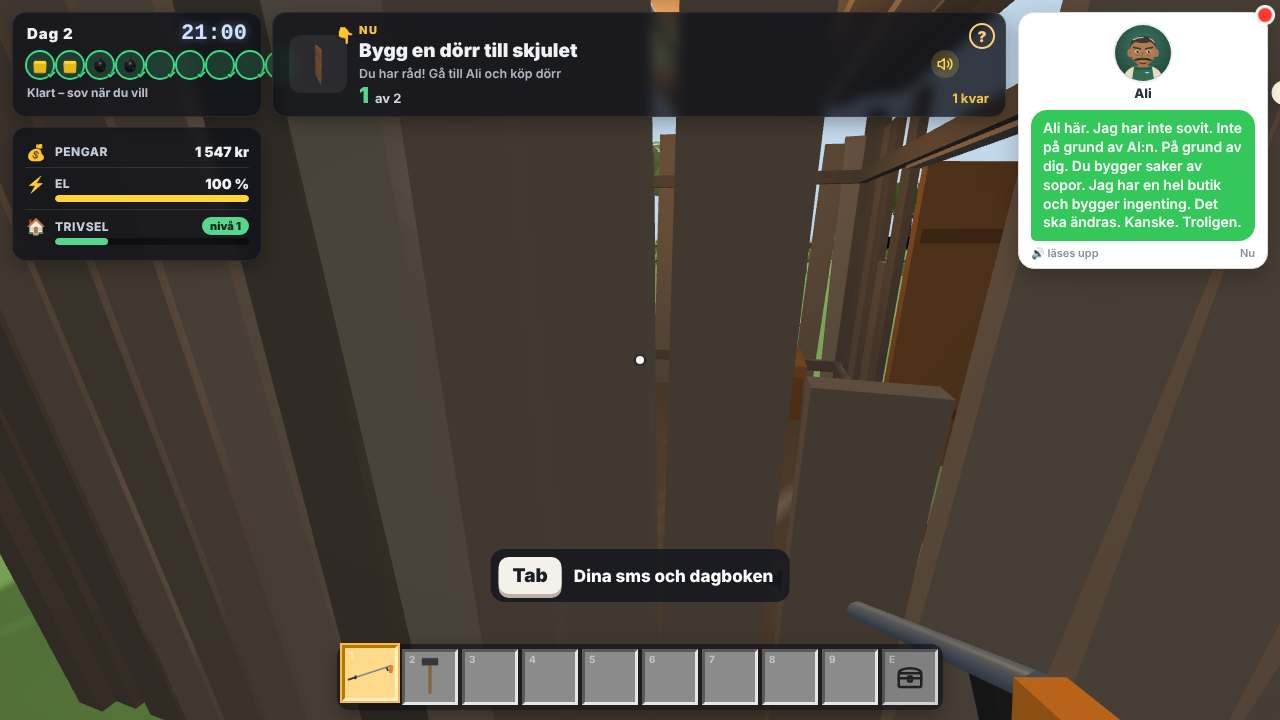 Dag 2
21:00
Klart – sov när du vill
PENGAR
1 547 kr
EL
100 %
TRIVSEL
nivå 1
NU
Bygg en dörr till skjulet
Du har råd! Gå till Ali och köp dörr
1 av 2
1 kvar
?
Ali
Ali här. Jag har inte sovit. Inte
på grund av AI:n. På grund av
dig. Du bygger saker av
sopor. Jag har en hel butik
och bygger ingenting. Det
ska ändras. Kanske. Troligen.
läses upp
Nu
Tab
Dina sms och dagboken
1
2
3
4
5
6
7
8
9
E